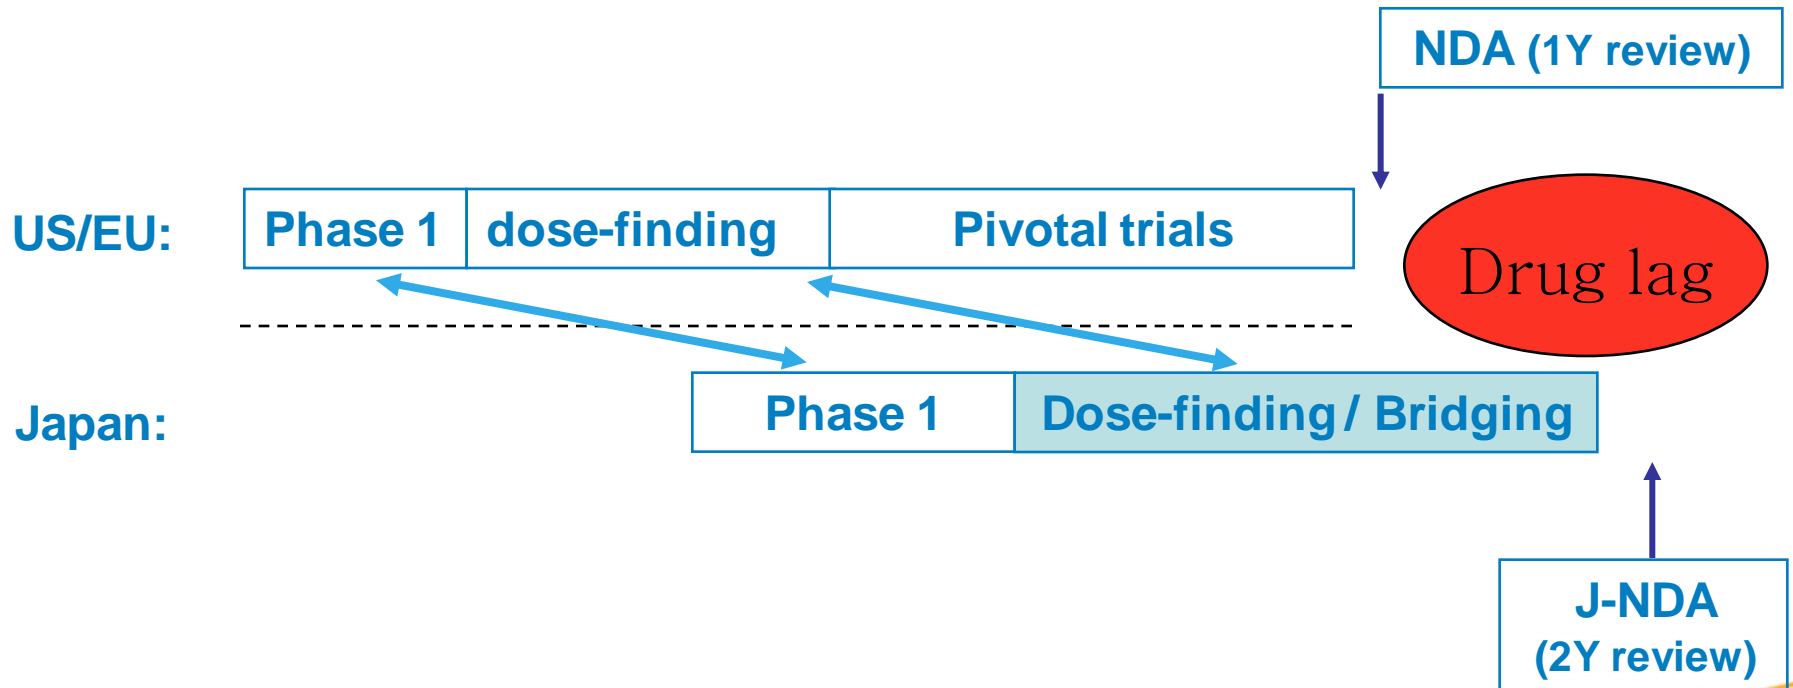 NDA (1Y review)
US/EU:
Phase 1
dose-finding
Pivotal trials
Drug lag
Japan:
Phase 1
Dose-finding / Bridging
J-NDA
(2Y review)